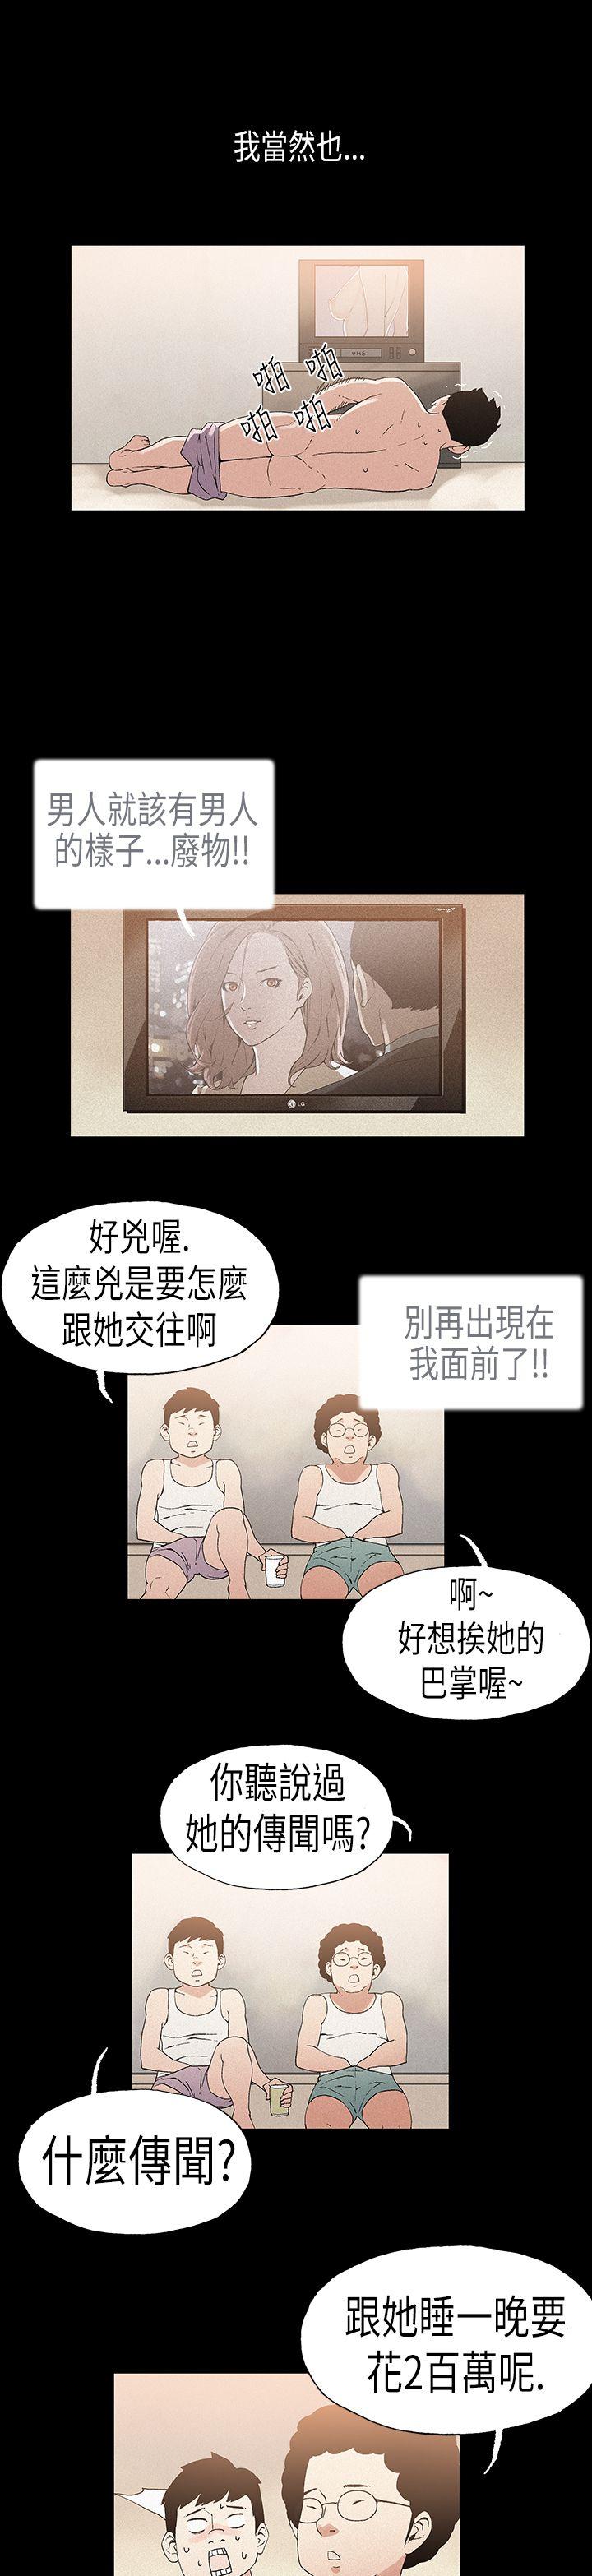 我當然也...
VHS
啪 啪
啪 啪
男人就該有男人
的樣子...廢物!!
LG
好兇喔.
這麼兇是要怎麼
跟她交往啊
別再出現在
我面前了!!
啊~
好想挨她的
巴掌喔~
你聽說過
她的傳聞嗎?
什麼傳聞?
跟她睡一晚要
花2百萬呢.